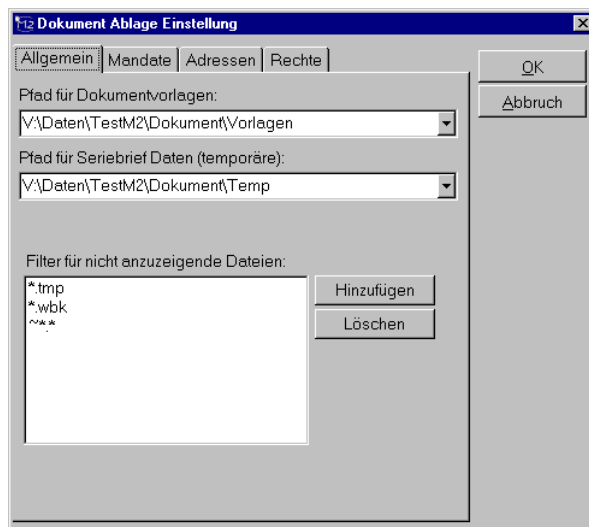 M2 Dokument Ablage Einstellung
Allgemein Mandate Adressen Rechte
OK
Abbruch
Pfad für Dokumentvorlagen:
V:\Daten\TestM2\Dokument\Vorlagen
Pfad für Seriebrief Daten (temporäre):
V:\Daten\TestM2\Dokument\Temp
Filter für nicht anzuzeigende Dateien:
*.tmp
*.wbk
~*.*
Hinzufügen
Löschen